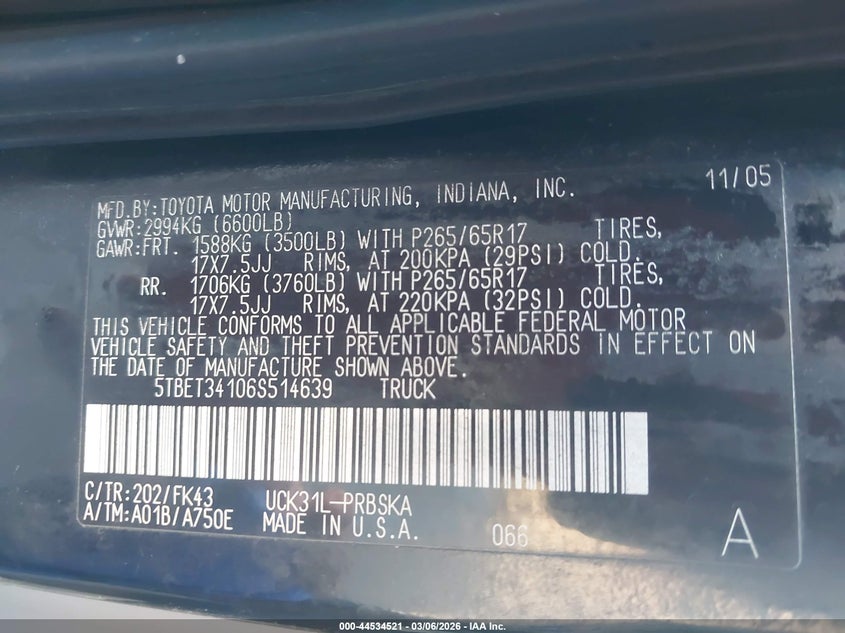 MFD.BY:TOYOTA MOTOR MANUFACTURING, INDIANA, INC. 11/05
GVWR:2994KG (6600LB)
GAWR:FRT. 1588KG (3500LB) WITH P265/65R17 TIRES,
17X7.5JJ RIMS, AT 200KPA (29PSI) COLD.
RR. 1706KG (3760LB) WITH P265/65R17 TIRES,
17X7.5JJ RIMS, AT 220KPA (32PSI) COLD.
THIS VEHICLE CONFORMS TO ALL APPLICABLE FEDERAL MOTOR
VEHICLE SAFETY AND THEFT PREVENTION STANDARDS IN EFFECT ON
THE DATE OF MANUFACTURE SHOWN ABOVE.
5TBET34106S514639 TRUCK
C/TR:202/FK43 UCK31L-PRBSKA
A/TM:A01B/A750E MADE IN U.S.A. 066 A
000-44534521 - 03/06/2026 - IAA Inc.